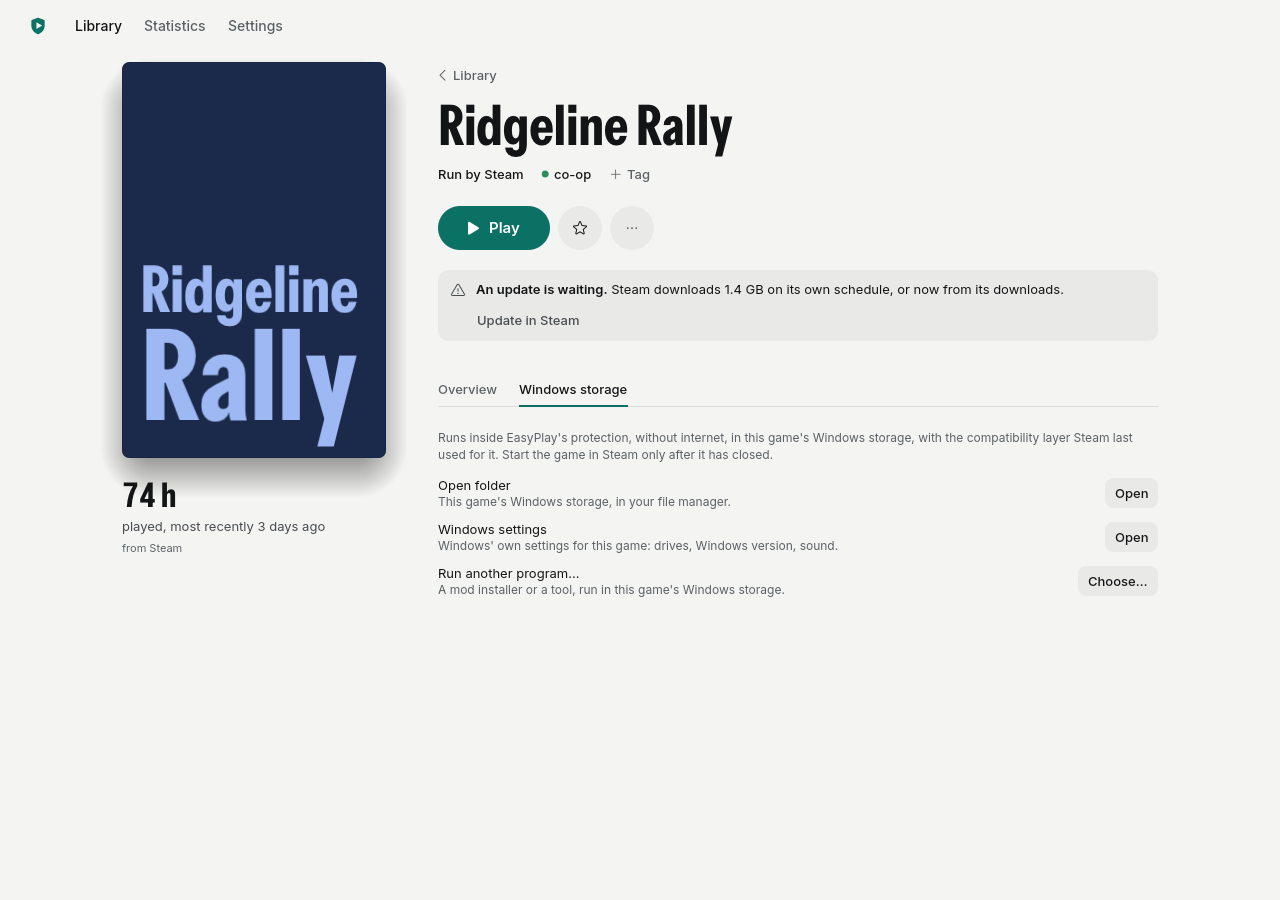 Library Statistics Settings
Library
Ridgeline Rally
Run by Steam co-op Tag
Play
An update is waiting. Steam downloads 1.4 GB on its own schedule, or now from its downloads.
Update in Steam
Overview Windows storage
Runs inside EasyPlay's protection, without internet, in this game's Windows storage, with the compatibility layer Steam last
used for it. Start the game in Steam only after it has closed.
Open folder
This game's Windows storage, in your file manager.
Open
Windows settings
Windows' own settings for this game: drives, Windows version, sound.
Open
Run another program...
A mod installer or a tool, run in this game's Windows storage.
Choose...
Ridgeline
Rally
74 h
played, most recently 3 days ago
from Steam